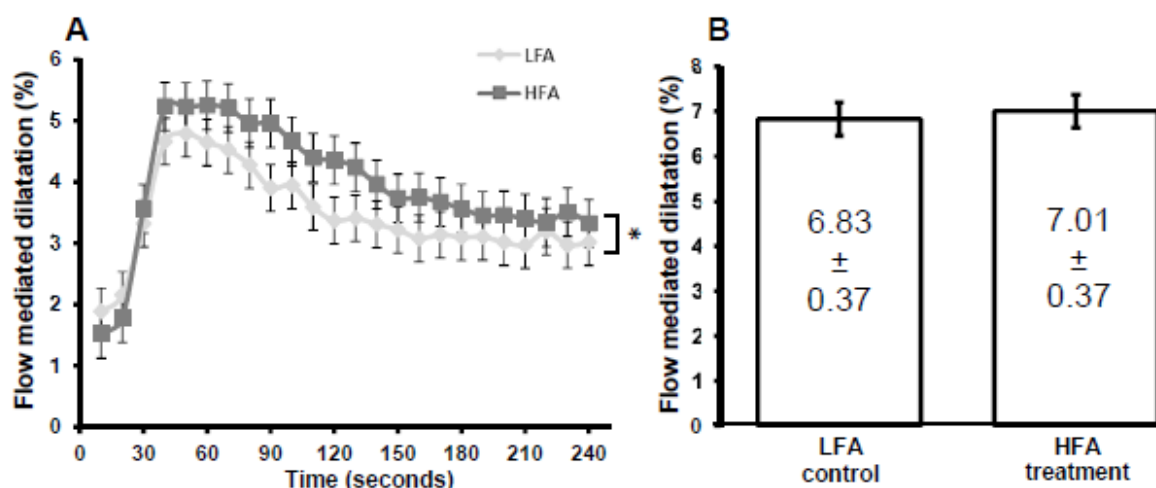 A
Flow mediated dilatation (%)
6
5
4
3
2
1
0
0 30 60 90 120 150 180 210 240
Time (seconds)
LFA
HFA
*
B
Flow mediated dilatation (%)
8
7
6
5
4
3
2
1
0
6.83
±
0.37
7.01
±
0.37
LFA
control
HFA
treatment